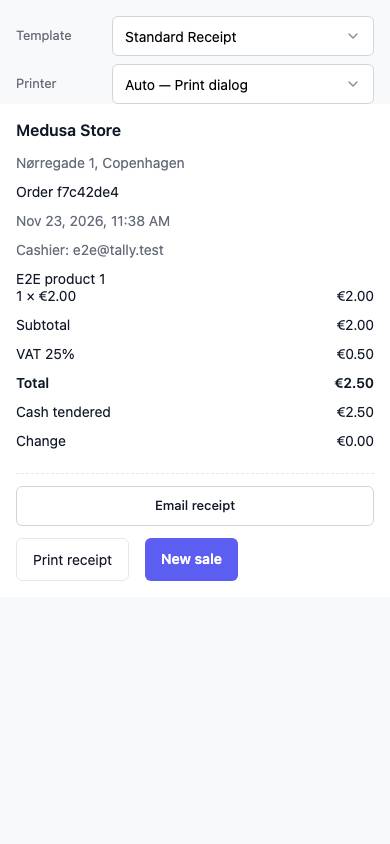 Template
Standard Receipt
Printer
Auto — Print dialog
Medusa Store
Nørregade 1, Copenhagen
Order f7c42de4
Nov 23, 2026, 11:38 AM
Cashier: e2e@tally.test
E2E product 1
1 × €2.00 €2.00
Subtotal €2.00
VAT 25% €0.50
Total €2.50
Cash tendered €2.50
Change €0.00
Email receipt
Print receipt New sale